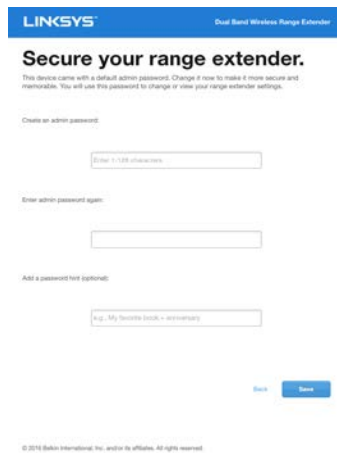 LINKSYS
Dual Band Wireless Range Extender
Secure your range extender.
This device came with a default admin password. Change it now to make it more secure and
memorable. You will use this password to change or view your range extender settings.
Create an admin password:
Enter 1-168 characters
Enter admin password again:
Add a password hint (optional):
e.g., My favorite book + anniversary
Back
Save
© 2016 Belkin International, Inc. and/or its affiliates. All rights reserved.